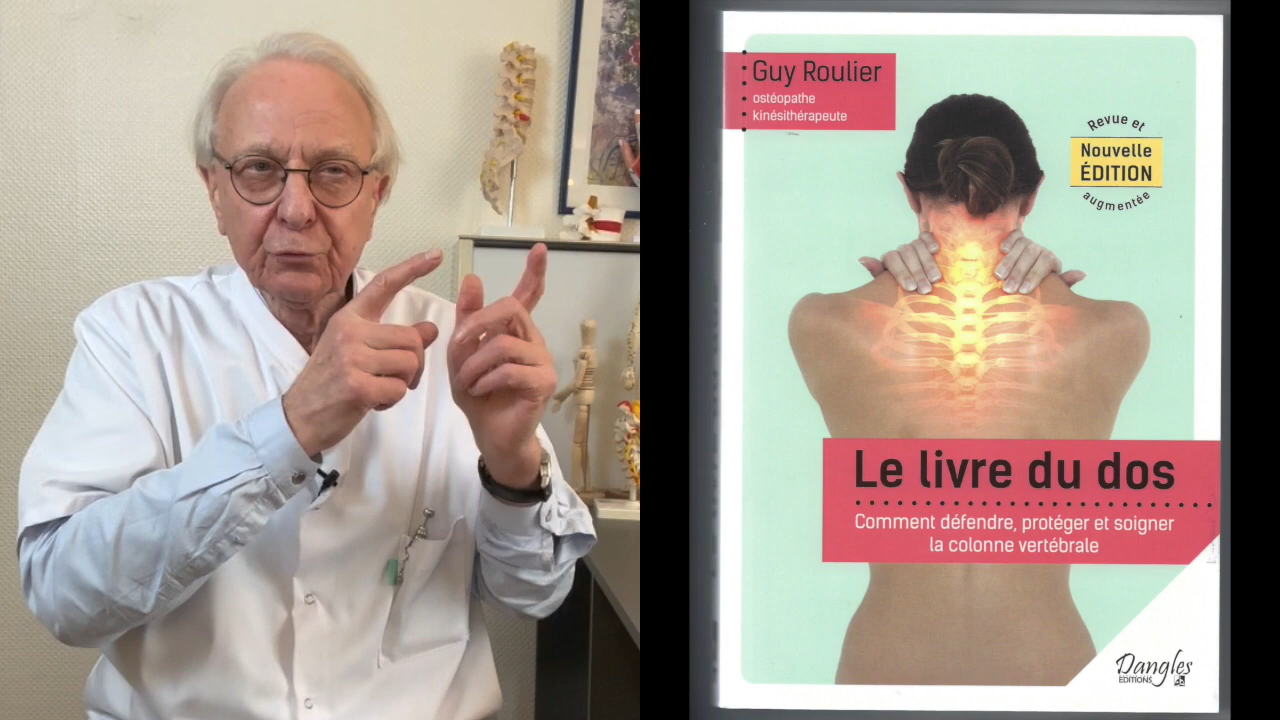 Guy Roulier
ostéopathe
kinésithérapeute
Revue et
Nouvelle
ÉDITION
augmentée
Le livre du dos
Comment défendre, protéger et soigner
la colonne vertébrale
Dangles
EDITIONS